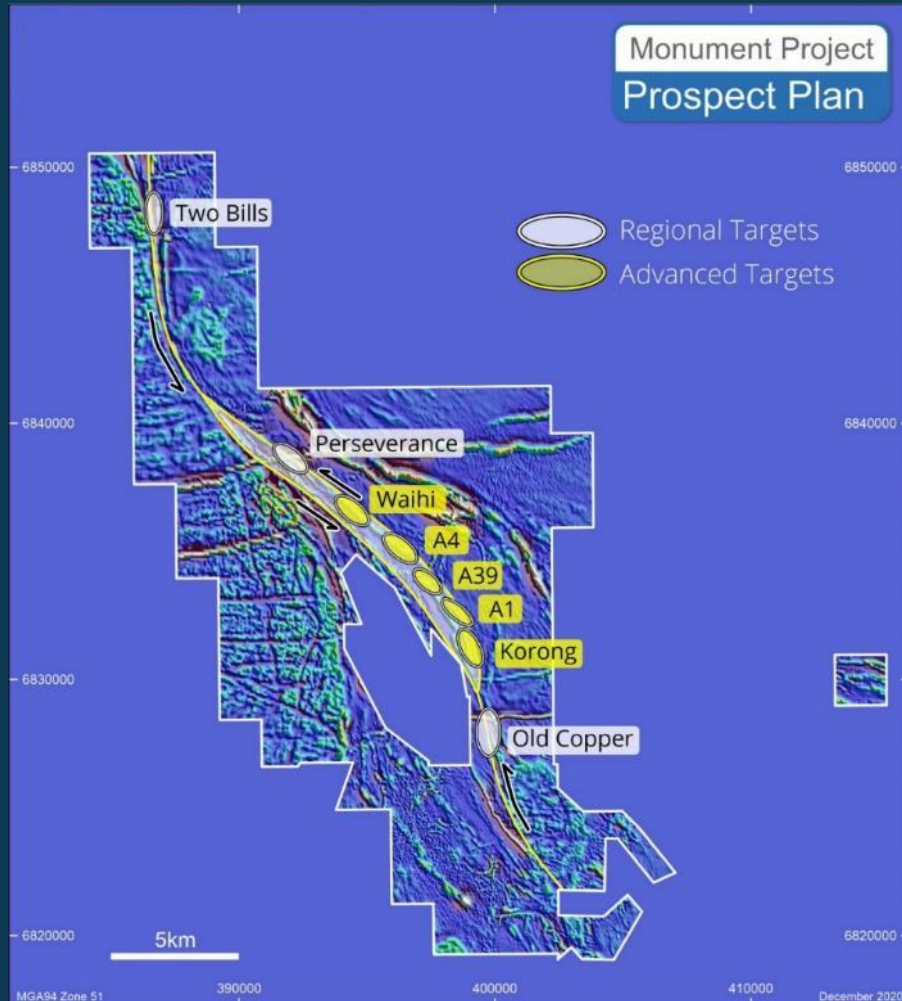 Monument Project
Prospect Plan
6850000
6850000
Two Bills
Regional Targets
Advanced Targets
6840000
6840000
Perseverance
Waihi
A4
A39
A1
Korong
6830000
6830000
Old Copper
6820000
6820000
5km
390000
400000
410000
MGA94 Zone 51
December 2020